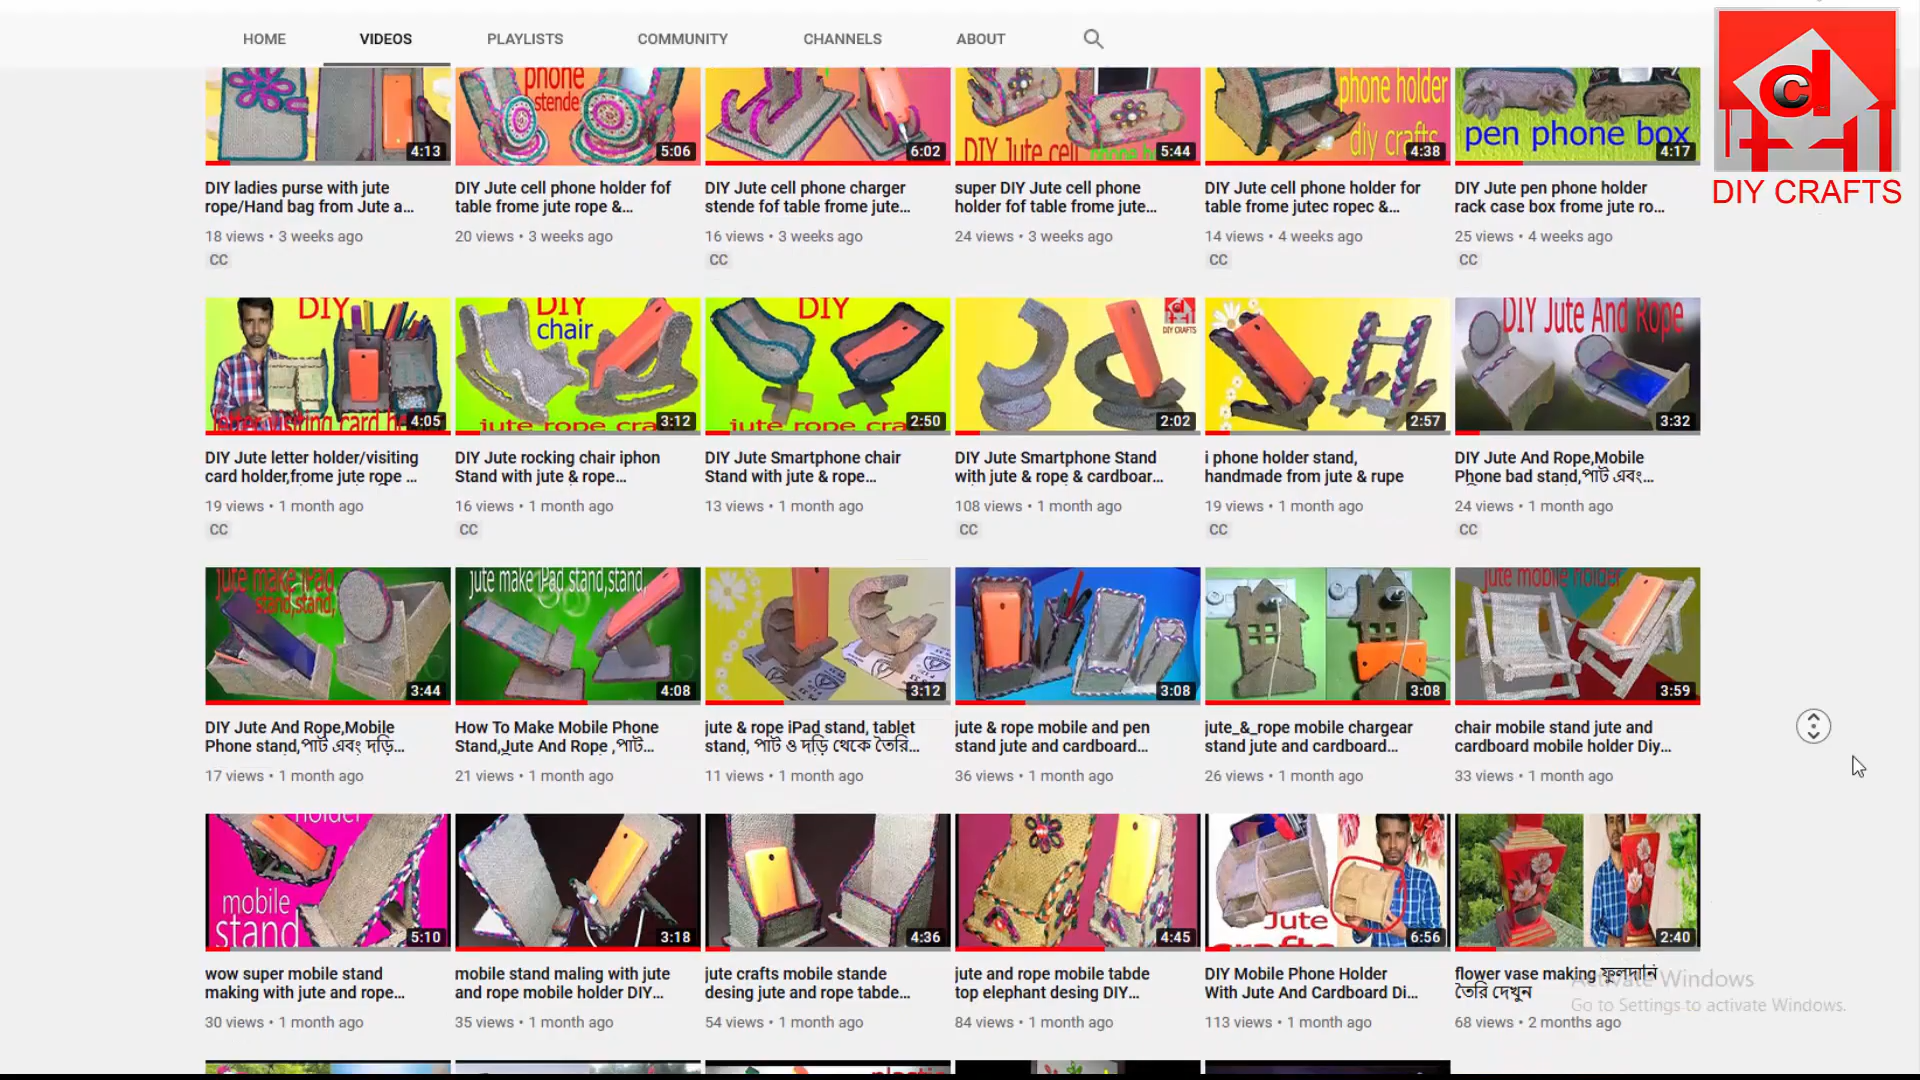 HOME VIDEOS PLAYLISTS COMMUNITY CHANNELS ABOUT
d
c
DIY CRAFTS
phone
stende
DIY Jute cell
phone holder
diy crafts
pen phone box
4:13
5:06
6:02
5:44
4:38
4:17
DIY ladies purse with jute
rope/Hand bag from Jute a...
18 views • 3 weeks ago
CC
DIY Jute cell phone holder fof
table frome jute rope &...
20 views • 3 weeks ago
DIY Jute cell phone charger
stende fof table frome jute...
16 views • 3 weeks ago
CC
super DIY Jute cell phone
holder fof table frome jute...
24 views • 3 weeks ago
DIY Jute cell phone holder for
table frome jutec ropec &...
14 views • 4 weeks ago
CC
DIY Jute pen phone holder
rack case box frome jute ro...
25 views • 4 weeks ago
CC
DIY
letter visiting card
4:05
DIY Jute letter holder/visiting
card holder,frome jute rope ...
19 views • 1 month ago
CC
DIY
chair
jute rope cra
3:12
DIY Jute rocking chair iphon
Stand with jute & rope...
16 views • 1 month ago
CC
DIY
jute rope cra
2:50
DIY Jute Smartphone chair
Stand with jute & rope...
13 views • 1 month ago
DIY CRAFTS
2:02
DIY Jute Smartphone Stand
with jute & rope & cardboar...
108 views • 1 month ago
CC
2:57
i phone holder stand,
handmade from jute & rupe
19 views • 1 month ago
CC
DIY Jute And Rope
3:32
DIY Jute And Rope,Mobile
Phone bad stand,পাট এবং...
24 views • 1 month ago
CC
jute make iPad
stand,stand,
3:44
DIY Jute And Rope,Mobile
Phone stand,পাট এবং দড়ি...
17 views • 1 month ago
jute make iPad stand,stand,
4:08
How To Make Mobile Phone
Stand,Jute And Rope ,পাট...
21 views • 1 month ago
3:12
jute & rope iPad stand, tablet
stand, পাট ও দড়ি থেকে তৈরি...
11 views • 1 month ago
3:08
jute & rope mobile and pen
stand jute and cardboard...
36 views • 1 month ago
3:08
jute_&_rope mobile chargear
stand jute and cardboard...
26 views • 1 month ago
jute mobile holder
3:59
chair mobile stand jute and
cardboard mobile holder Diy...
33 views • 1 month ago
holder
mobile
stand
5:10
wow super mobile stand
making with jute and rope...
30 views • 1 month ago
3:18
mobile stand maling with jute
and rope mobile holder DIY...
35 views • 1 month ago
4:36
jute crafts mobile stande
desing jute and rope tabde...
54 views • 1 month ago
4:45
jute and rope mobile tabde
top elephant desing DIY...
84 views • 1 month ago
Jute
crafts
6:56
DIY Mobile Phone Holder
With Jute And Cardboard Di...
113 views • 1 month ago
2:40
flower vase making ফুলদানি
তৈরি দেখুন
68 views • 2 months ago
Activate Windows
Go to Settings to activate Windows.